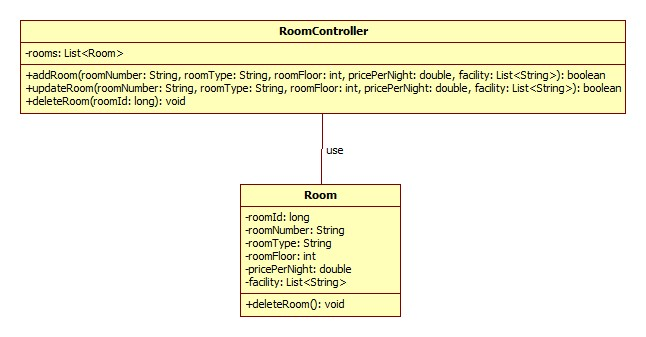 RoomController
-rooms: List<Room>
+addRoom(roomNumber: String, roomType: String, roomFloor: int, pricePerNight: double, facility: List<String>): boolean
+updateRoom(roomNumber: String, roomType: String, roomFloor: int, pricePerNight: double, facility: List<String>): boolean
+deleteRoom(roomId: long): void
use
Room
-roomId: long
-roomNumber: String
-roomType: String
-roomFloor: int
-pricePerNight: double
-facility: List<String>
+deleteRoom(): void